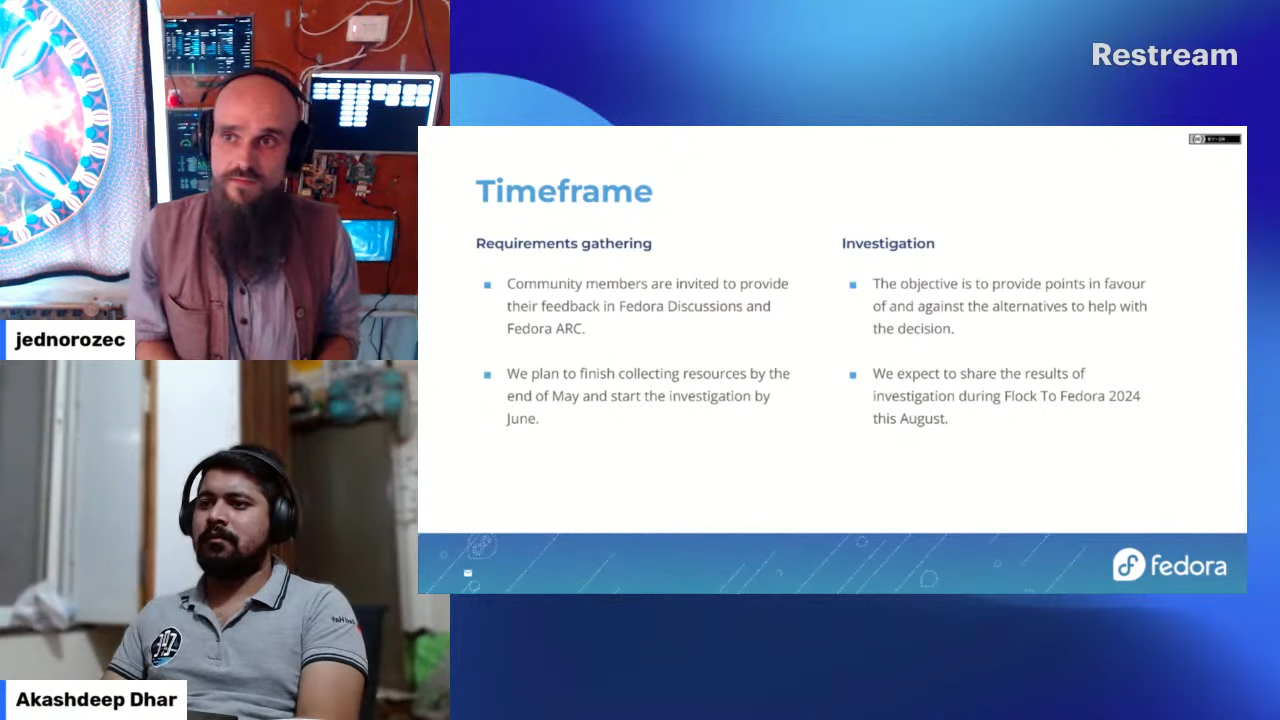 Restream
Timeframe
Requirements gathering
Community members are invited to provide
their feedback in Fedora Discussions and
Fedora ARC.
We plan to finish collecting resources by the
end of May and start the investigation by
June.
Investigation
The objective is to provide points in favour
of and against the alternatives to help with
the decision.
We expect to share the results of
investigation during Flock To Fedora 2024
this August.
fedora
jednorozec
Akashdeep Dhar